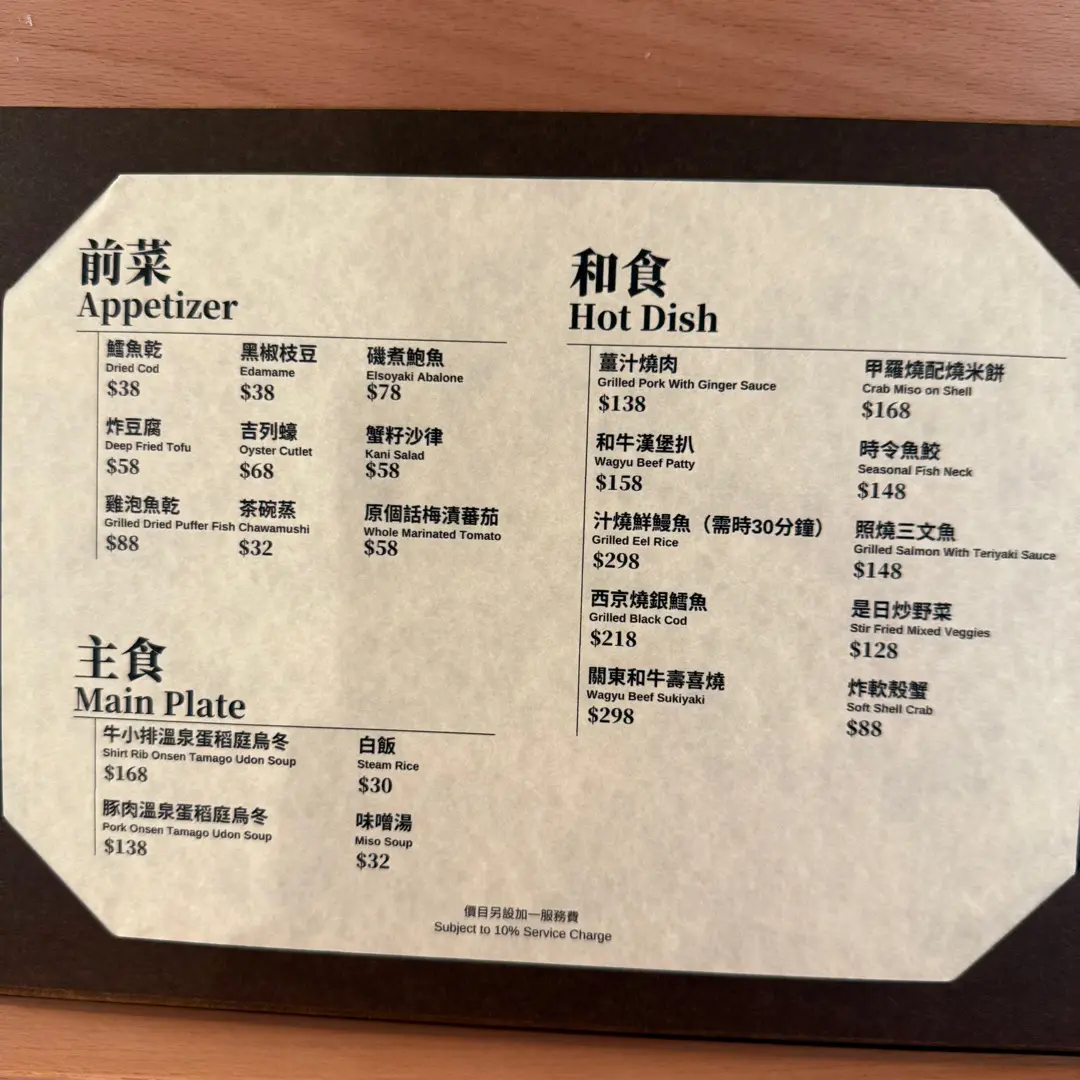 前菜
Appetizer
鱈魚乾
Dried Cod
$38
黑椒枝豆
Edamame
$38
磯煮鮑魚
Elsoyaki Abalone
$78
炸豆腐
Deep Fried Tofu
$58
吉列蠔
Oyster Cutlet
$68
蟹籽沙律
Kani Salad
$58
雞泡魚乾
Grilled Dried Puffer Fish
$88
茶碗蒸
Chawamushi
$32
原個話梅漬蕃茄
Whole Marinated Tomato
$58
主食
Main Plate
牛小排溫泉蛋稻庭烏冬
Shirt Rib Onsen Tamago Udon Soup
$168
白飯
Steam Rice
$30
豚肉溫泉蛋稻庭烏冬
Pork Onsen Tamago Udon Soup
$138
味噌湯
Miso Soup
$32
和食
Hot Dish
薑汁燒肉
Grilled Pork With Ginger Sauce
$138
甲羅燒配燒米餅
Crab Miso on Shell
$168
和牛漢堡扒
Wagyu Beef Patty
$158
時令魚鮫
Seasonal Fish Neck
$148
汁燒鮮鰻魚（需時30分鐘）
Grilled Eel Rice
$298
照燒三文魚
Grilled Salmon With Teriyaki Sauce
$148
西京燒銀鱈魚
Grilled Black Cod
$218
是日炒野菜
Stir Fried Mixed Veggies
$128
關東和牛壽喜燒
Wagyu Beef Sukiyaki
$298
炸軟殼蟹
Soft Shell Crab
$88
價目另設加一服務費
Subject to 10% Service Charge